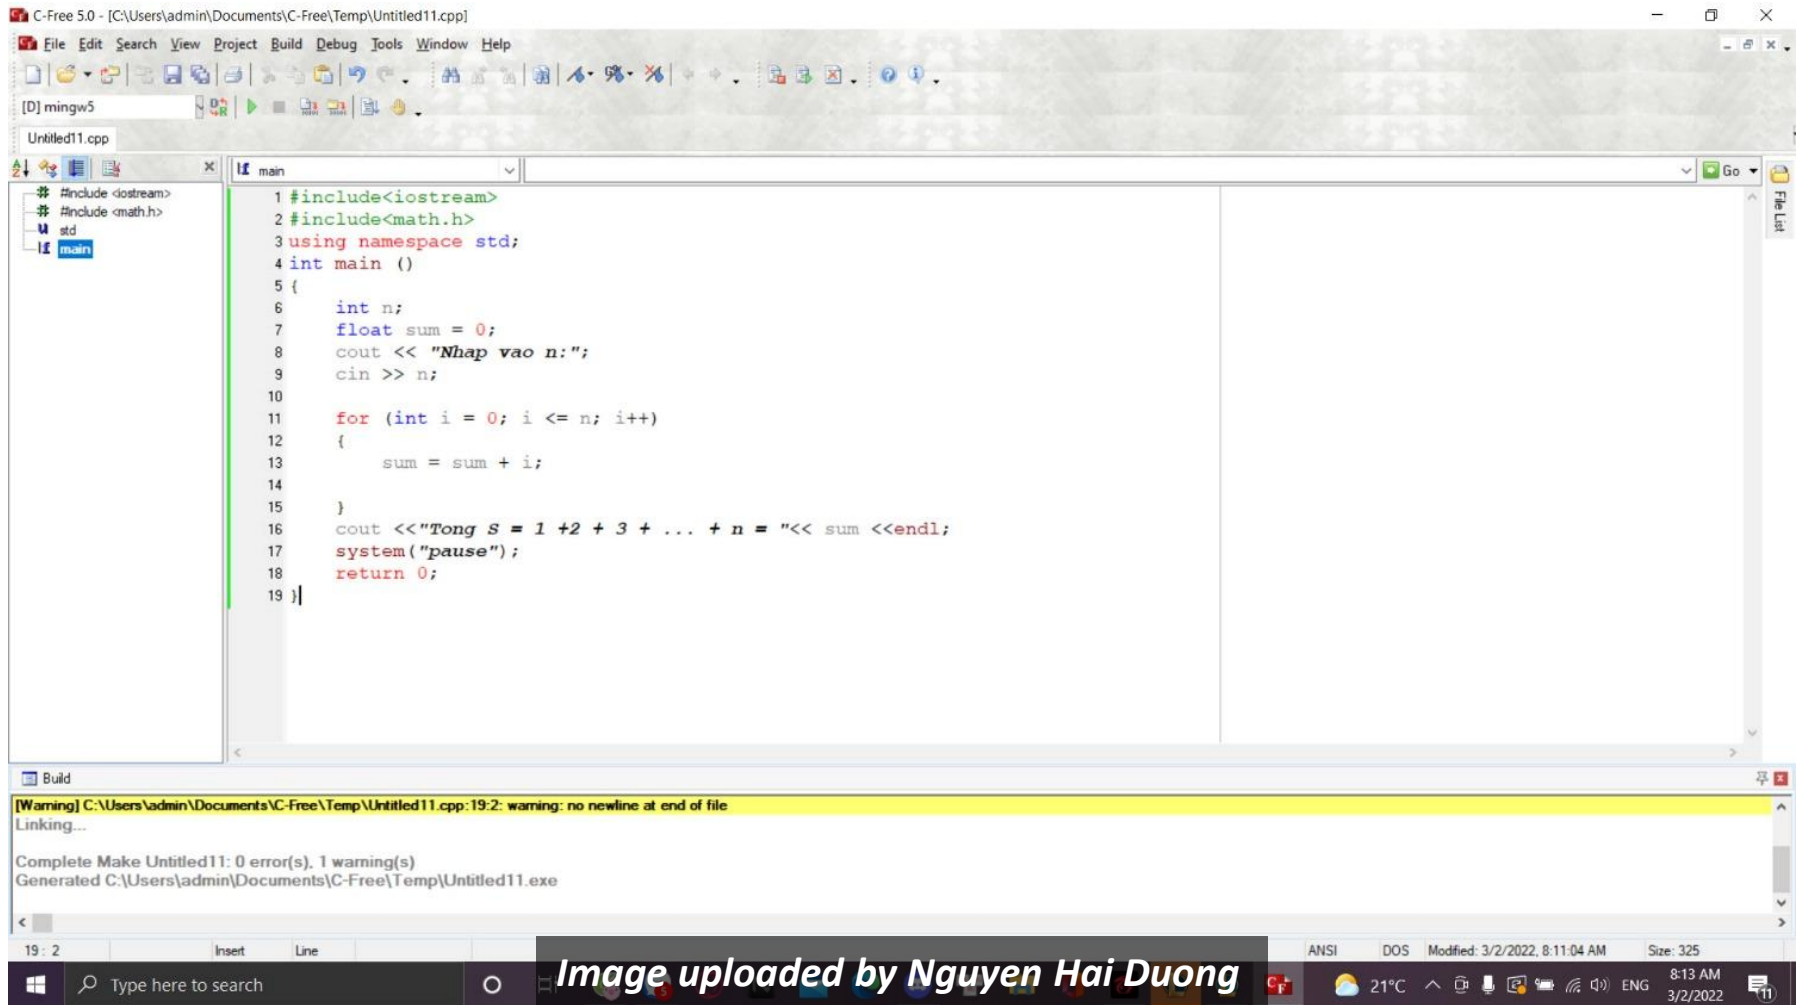 C-Free 5.0 - [C:\Users\admin\Documents\C-Free\Temp\Untitled11.cpp]
File Edit Search View Project Build Debug Tools Window Help
[D] mingw5
Untitled11.cpp
main
Go
#include <iostream>
#include <math.h>
std
main
File List
1 #include<iostream>
2 #include<math.h>
3 using namespace std;
4 int main ()
5 {
6 int n;
7 float sum = 0;
8 cout << "Nhap vao n:";
9 cin >> n;
10
11 for (int i = 0; i <= n; i++)
12 {
13 sum = sum + i;
14
15 }
16 cout <<"Tong S = 1 +2 + 3 + ... + n = "<< sum <<endl;
17 system("pause");
18 return 0;
19 }
Build
[Warning] C:\Users\admin\Documents\C-Free\Temp\Untitled11.cpp:19:2: warning: no newline at end of file
Linking...
Complete Make Untitled11: 0 error(s), 1 warning(s)
Generated C:\Users\admin\Documents\C-Free\Temp\Untitled11.exe
19 : 2 Insert Line ANSI DOS Modified: 3/2/2022, 8:11:04 AM Size: 325
Image uploaded by Nguyen Hai Duong
Type here to search
21°C ENG
8:13 AM
3/2/2022
11